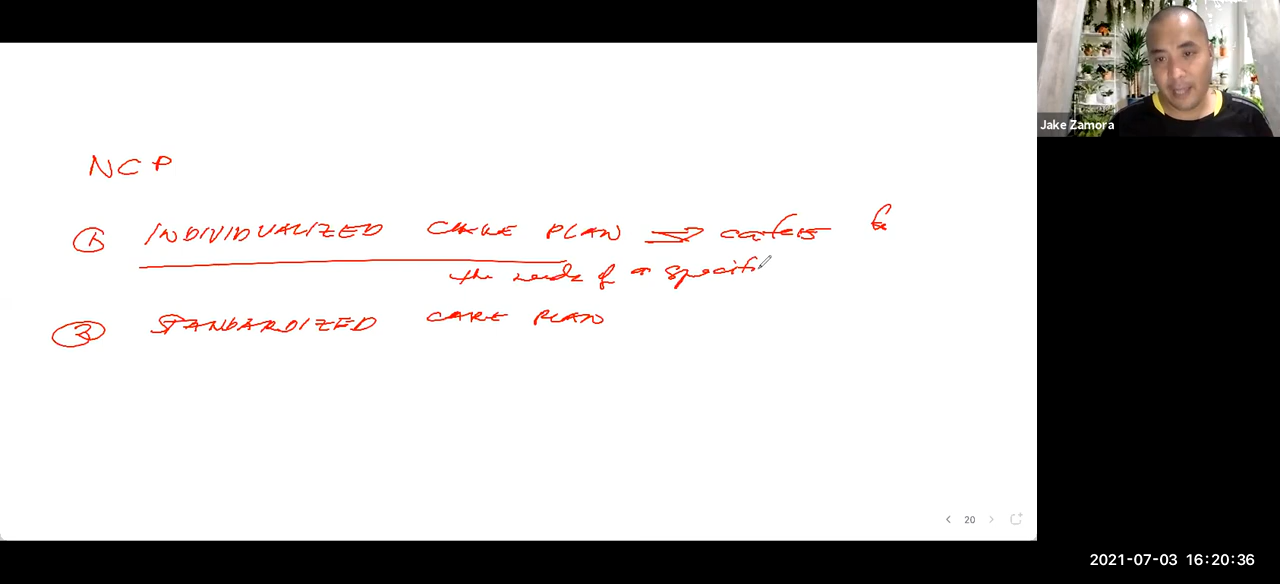 Jake Zamora
NCP
① INDIVIDUALIZED CARE PLAN ⇒ caters to
the needs of a specifi
② STANDARDIZED CARE PLAN
20
2021-07-03 16:20:36